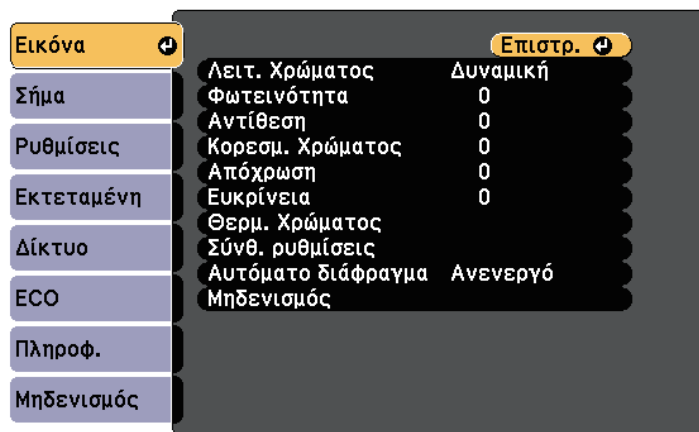 Εικόνα
Σήμα
Ρυθμίσεις
Εκτεταμένη
Δίκτυο
ECO
Πληροφ.
Μηδενισμός
Επιστρ.
Λειτ. Χρώματος Δυναμική
Φωτεινότητα 0
Αντίθεση 0
Κορεσμ. Χρώματος 0
Απόχρωση 0
Ευκρίνεια 0
Θερμ. Χρώματος
Σύνθ. ρυθμίσεις
Αυτόματο διάφραγμα Ανενεργό
Μηδενισμός